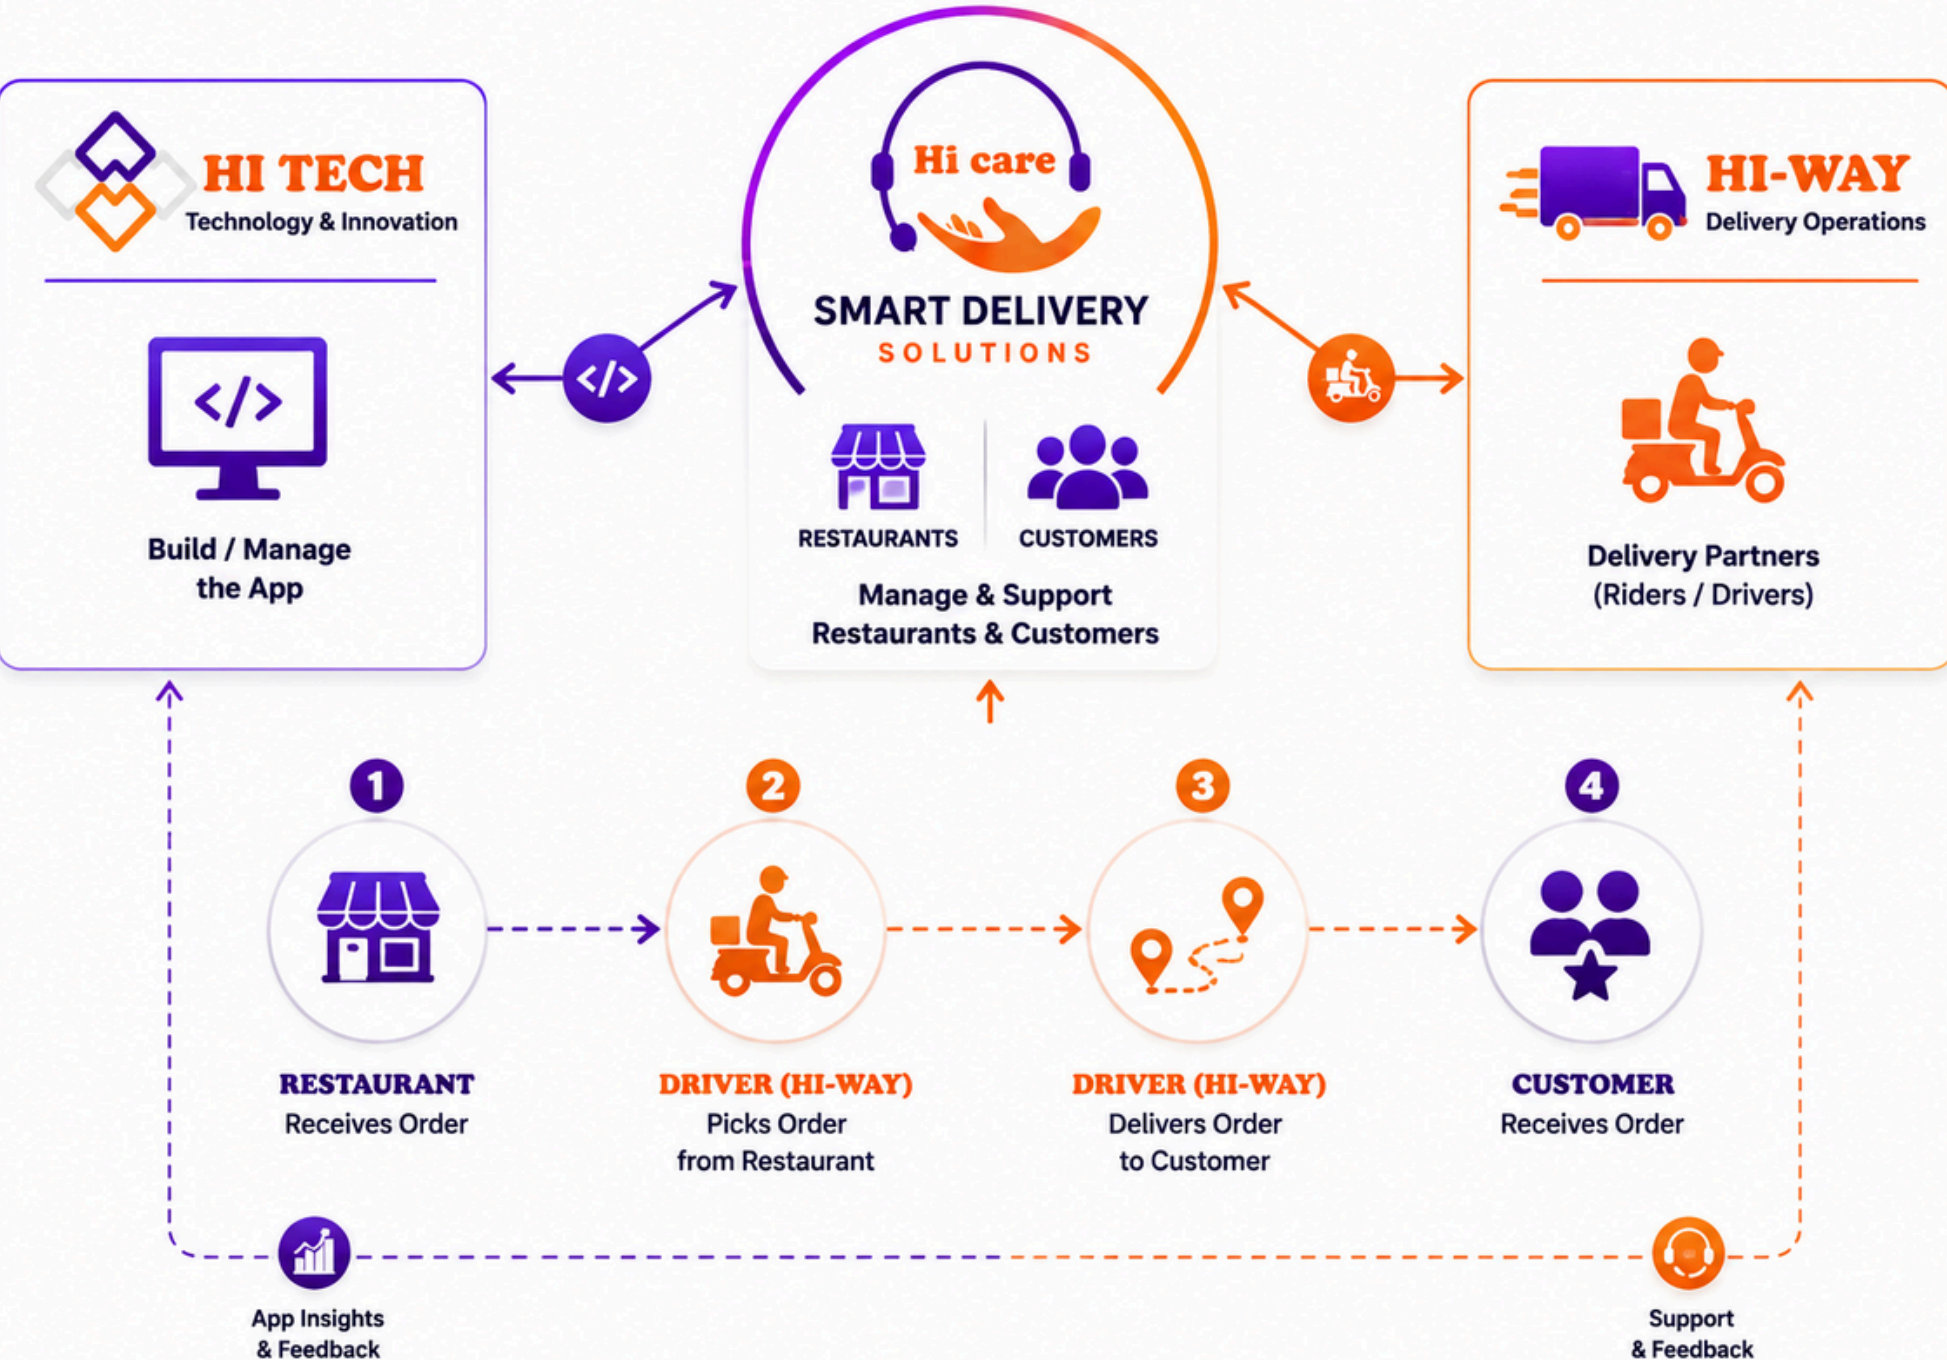 HI TECH
Technology & Innovation
</>
Build / Manage
the App
</>
Hi care
SMART DELIVERY
SOLUTIONS
RESTAURANTS
CUSTOMERS
Manage & Support
Restaurants & Customers
HI-WAY
Delivery Operations
Delivery Partners
(Riders / Drivers)
1
2
3
4
RESTAURANT
Receives Order
DRIVER (HI-WAY)
Picks Order
from Restaurant
DRIVER (HI-WAY)
Delivers Order
to Customer
CUSTOMER
Receives Order
App Insights
& Feedback
Support
& Feedback